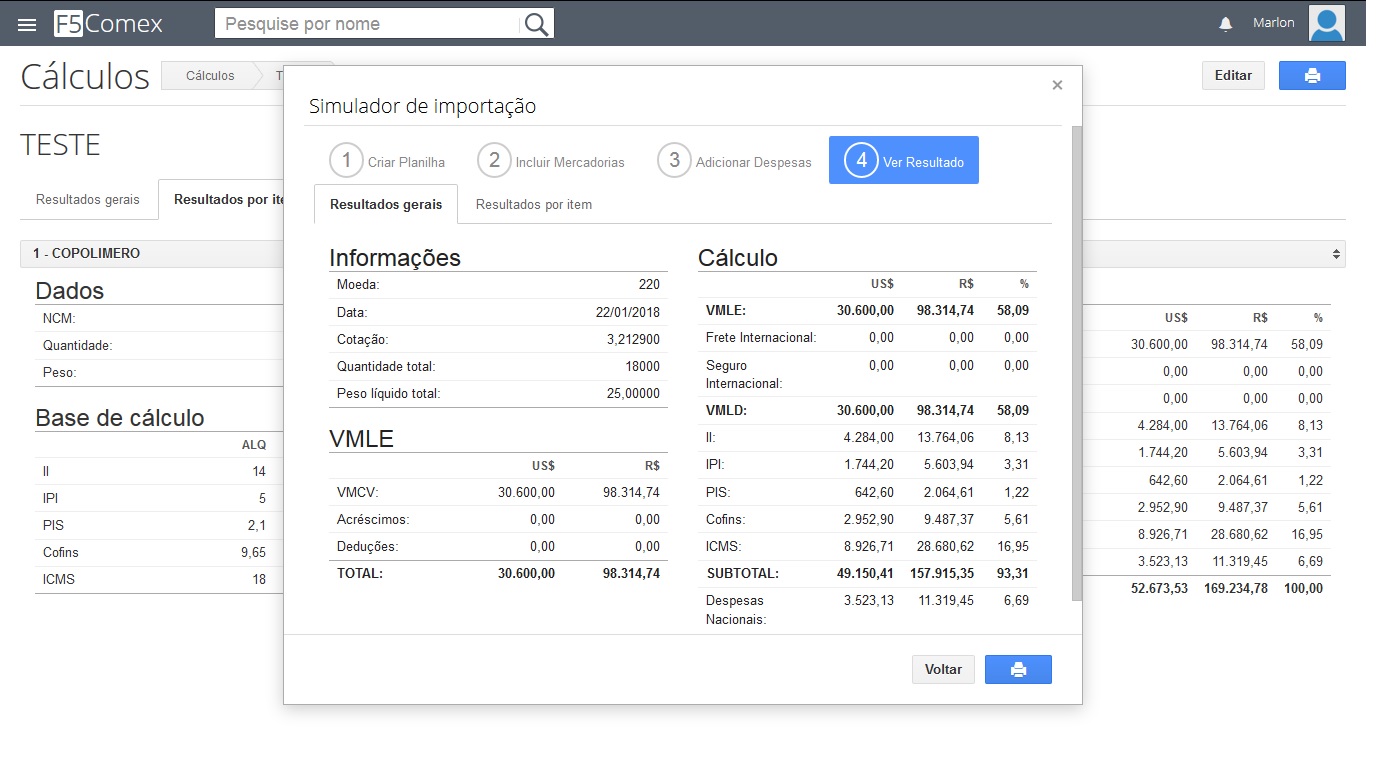 F5Comex
Pesquise por nome
Marlon
Cálculos
Cálculos
Editar
TESTE
Resultados gerais
Resultados por ite
1 - COPOLIMERO
Dados
NCM:
Quantidade:
Peso:
Base de cálculo
ALQ
II 14
IPI 5
PIS 2,1
Cofins 9,65
ICMS 18
×
Simulador de importação
1 Criar Planilha
2 Incluir Mercadorias
3 Adicionar Despesas
4 Ver Resultado
Resultados gerais
Resultados por item
Informações
Moeda: 220
Data: 22/01/2018
Cotação: 3,212900
Quantidade total: 18000
Peso líquido total: 25,00000
VMLE
US$ R$
VMCV: 30.600,00 98.314,74
Acréscimos: 0,00 0,00
Deduções: 0,00 0,00
TOTAL: 30.600,00 98.314,74
Cálculo
US$ R$ %
VMLE: 30.600,00 98.314,74 58,09
Frete Internacional: 0,00 0,00 0,00
Seguro 0,00 0,00 0,00
Internacional:
VMLD: 30.600,00 98.314,74 58,09
II: 4.284,00 13.764,06 8,13
IPI: 1.744,20 5.603,94 3,31
PIS: 642,60 2.064,61 1,22
Cofins: 2.952,90 9.487,37 5,61
ICMS: 8.926,71 28.680,62 16,95
SUBTOTAL: 49.150,41 157.915,35 93,31
Despesas 3.523,13 11.319,45 6,69
Nacionais:
Voltar
US$ R$ %
30.600,00 98.314,74 58,09
0,00 0,00 0,00
0,00 0,00 0,00
4.284,00 13.764,06 8,13
1.744,20 5.603,94 3,31
642,60 2.064,61 1,22
2.952,90 9.487,37 5,61
8.926,71 28.680,62 16,95
3.523,13 11.319,45 6,69
52.673,53 169.234,78 100,00